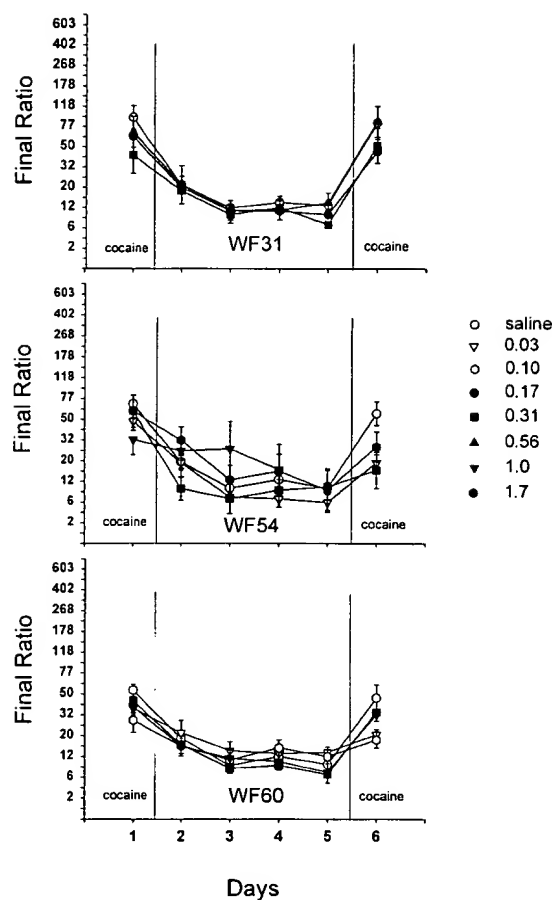 Final Ratio
603
402
268
178
118
77
50
32
20
12
6
2
cocaine
WF31
cocaine
Final Ratio
603
402
268
178
118
77
50
32
20
12
6
2
cocaine
WF54
cocaine
saline
0.03
0.10
0.17
0.31
0.56
1.0
1.7
Final Ratio
603
402
268
178
118
77
50
32
20
12
6
2
cocaine
WF60
cocaine
1 2 3 4 5 6
Days